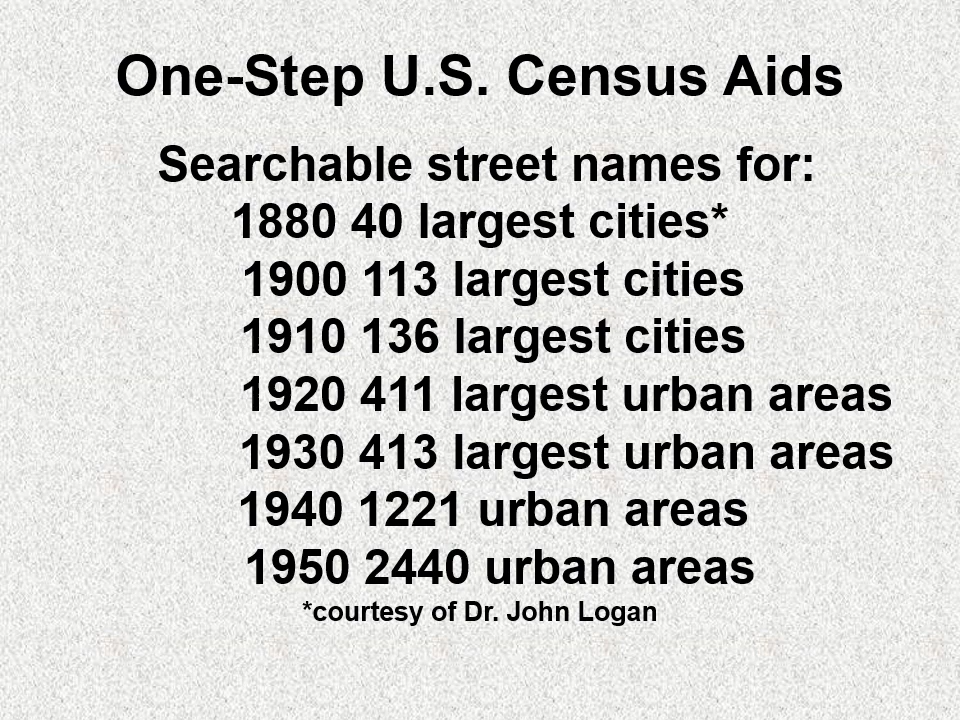 One-Step U.S. Census Aids
Searchable street names for:
1880 40 largest cities*
1900 113 largest cities
1910 136 largest cities
1920 411 largest urban areas
1930 413 largest urban areas
1940 1221 urban areas
1950 2440 urban areas
*courtesy of Dr. John Logan